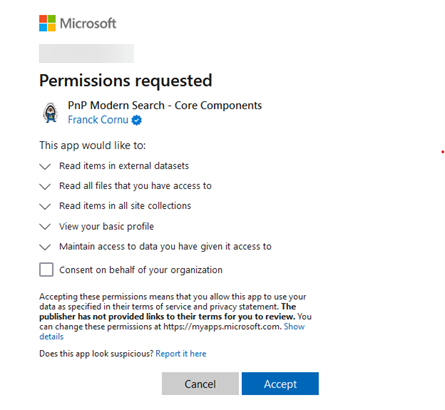 Microsoft
Permissions requested
PnP Modern Search - Core Components
Franck Cornu
This app would like to:
Read items in external datasets
Read all files that you have access to
Read items in all site collections
View your basic profile
Maintain access to data you have given it access to
Consent on behalf of your organization
Accepting these permissions means that you allow this app to use your
data as specified in their terms of service and privacy statement. The
publisher has not provided links to their terms for you to review. You
can change these permissions at https://myapps.microsoft.com. Show
details
Does this app look suspicious? Report it here
Cancel Accept